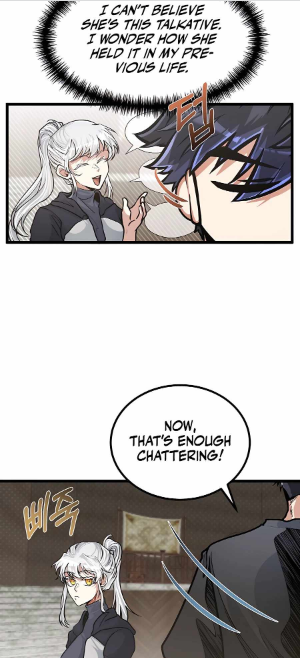 I CAN'T BELIEVE
SHE'S THIS TALKATIVE.
I WONDER HOW SHE
HELD IT IN MY PRE-
VIOUS LIFE.
텁
NOW,
THAT'S ENOUGH
CHATTERING!
삐죽